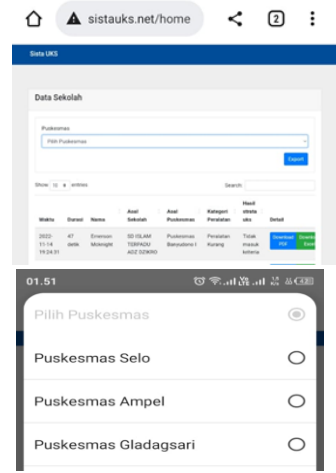 sistauks.net/home
2
Sista UKS
Data Sekolah
Puskesmas
Pilih Puskesmas
Export
Show 10 entries Search:
Waktu Durasi Nama Asal Sekolah Asal Puskesmas Kategori Peralatan Hasil strata uks Detail
2022-11-14 19:24:31 47 detik Emerson Mcknight SD ISLAM TERPADU ADZ DZIKRO Puskesmas Banyudono I Peralatan Kurang Tidak masuk kriteria Download PDF Download Excel
01.51
Pilih Puskesmas
Puskesmas Selo
Puskesmas Ampel
Puskesmas Gladagsari